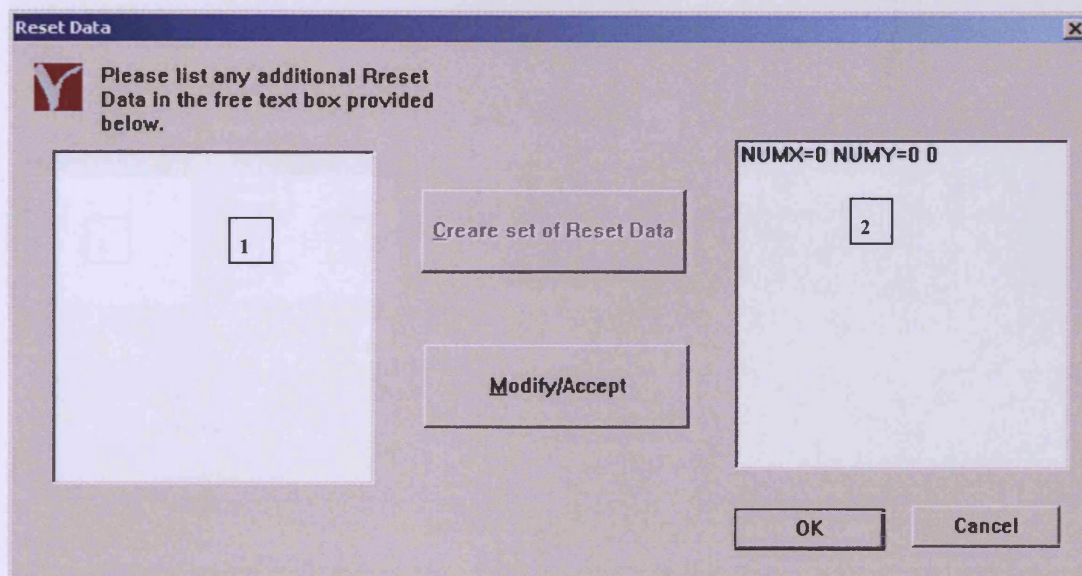 Reset Data
Please list any additional Rreset
Data in the free text box provided
below.
1
Creare set of Reset Data
Modify/Accept
NUMX=0 NUMY=0 0
2
OK
Cancel